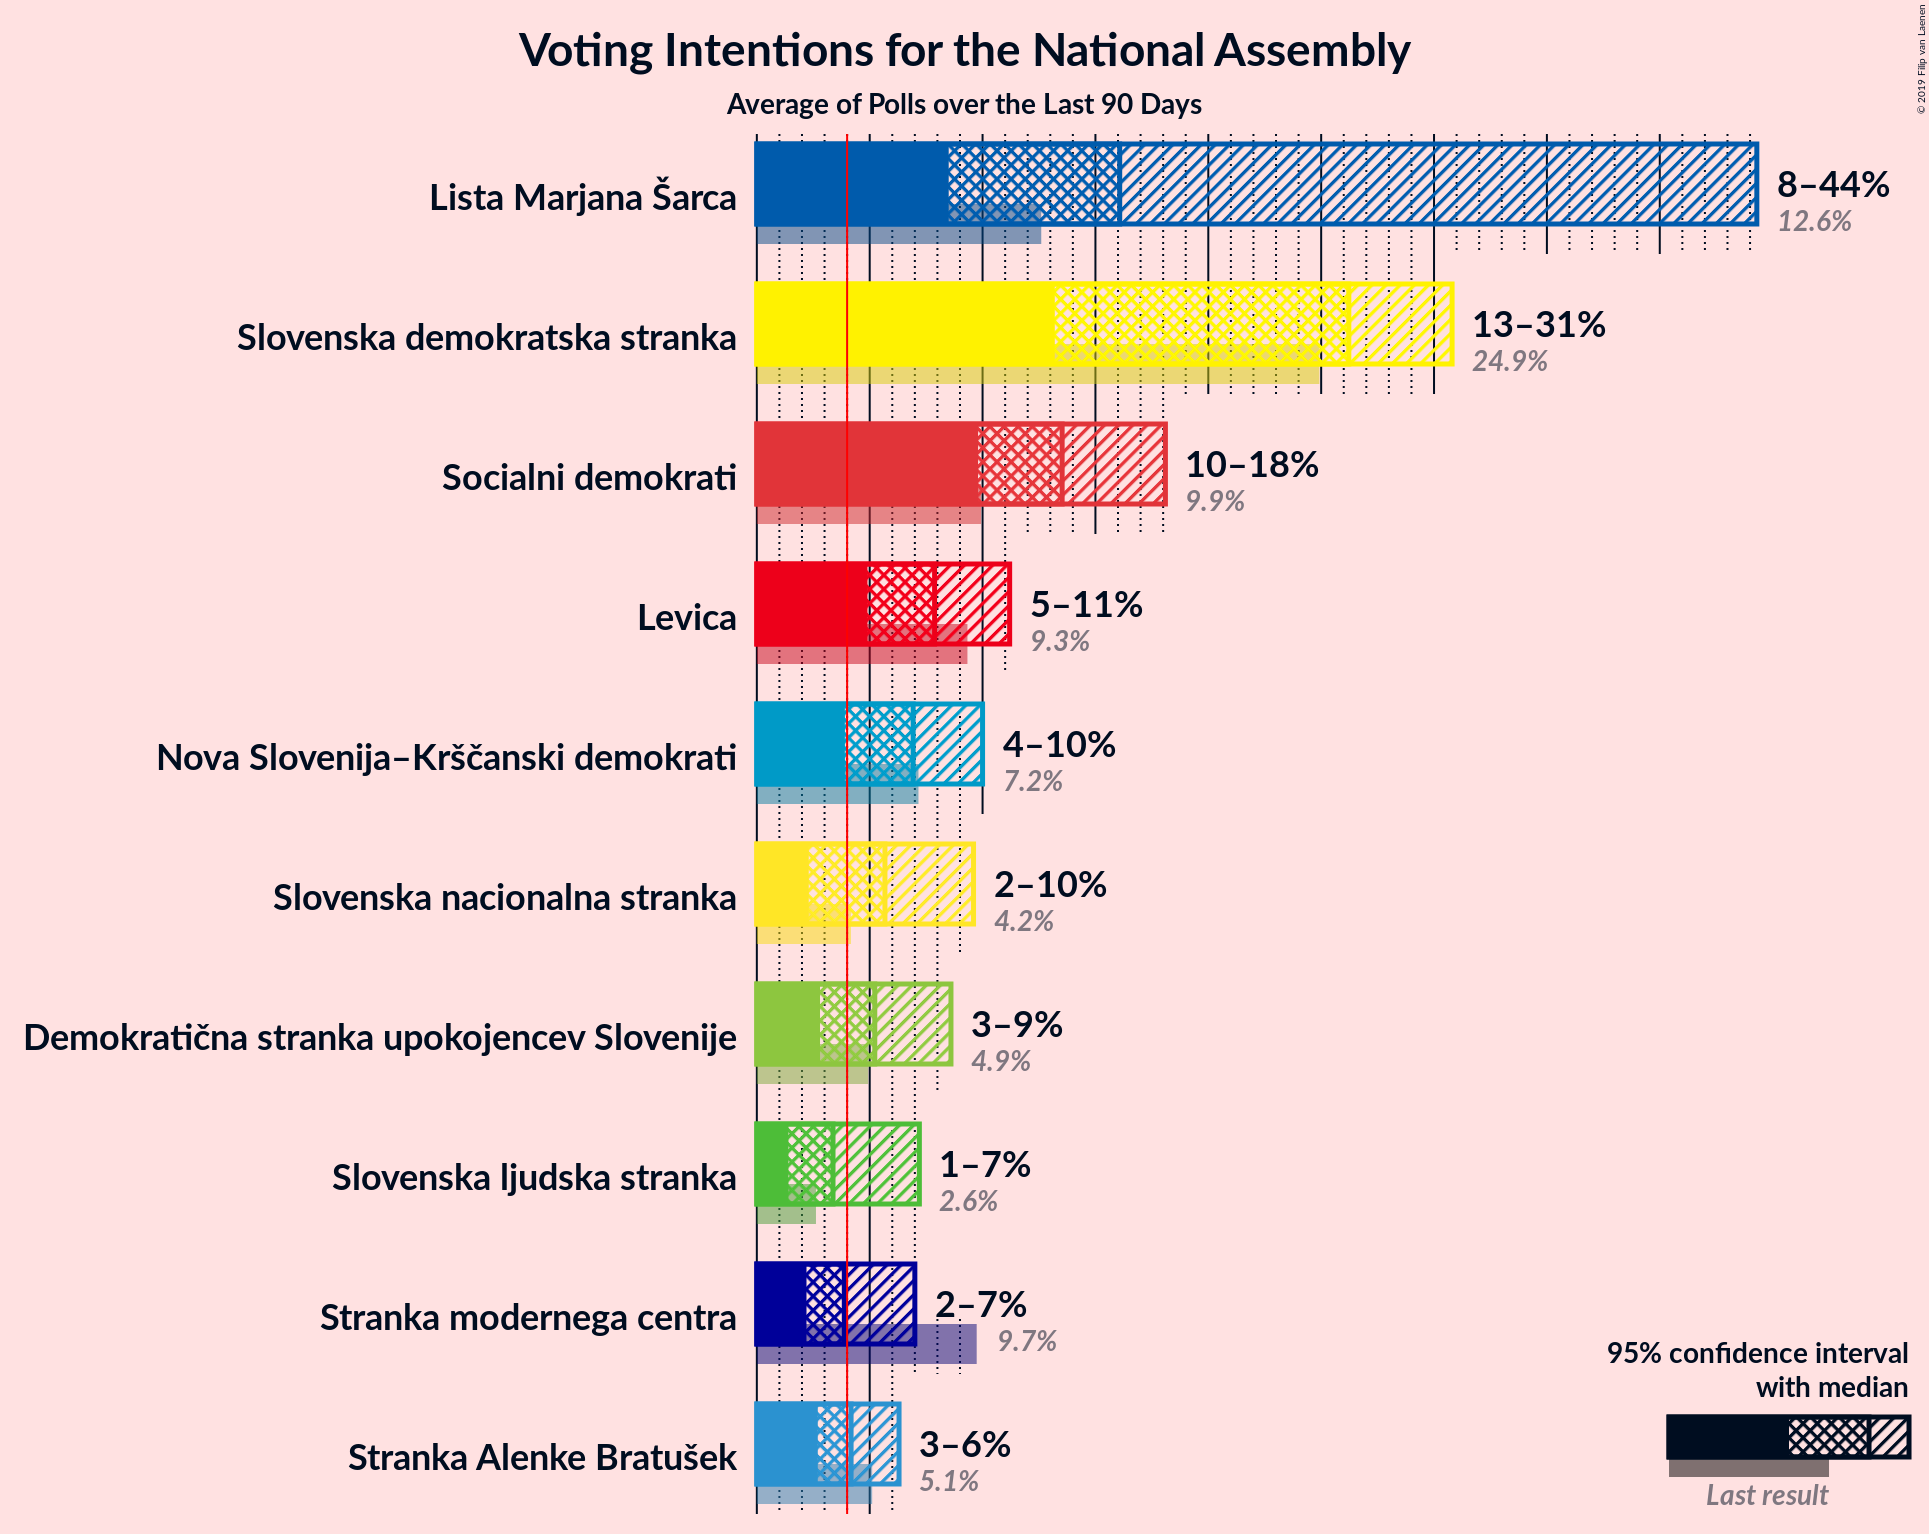 Voting Intentions for the National Assembly
Average of Polls over the Last 90 Days
© 2019 Filip van Laenen
Lista Marjana Šarca
8–44%
12.6%
Slovenska demokratska stranka
13–31%
24.9%
Socialni demokrati
10–18%
9.9%
Levica
5–11%
9.3%
Nova Slovenija–Krščanski demokrati
4–10%
7.2%
Slovenska nacionalna stranka
2–10%
4.2%
Demokratična stranka upokojencev Slovenije
3–9%
4.9%
Slovenska ljudska stranka
1–7%
2.6%
Stranka modernega centra
2–7%
9.7%
Stranka Alenke Bratušek
3–6%
5.1%
95% confidence interval
with median
Last result